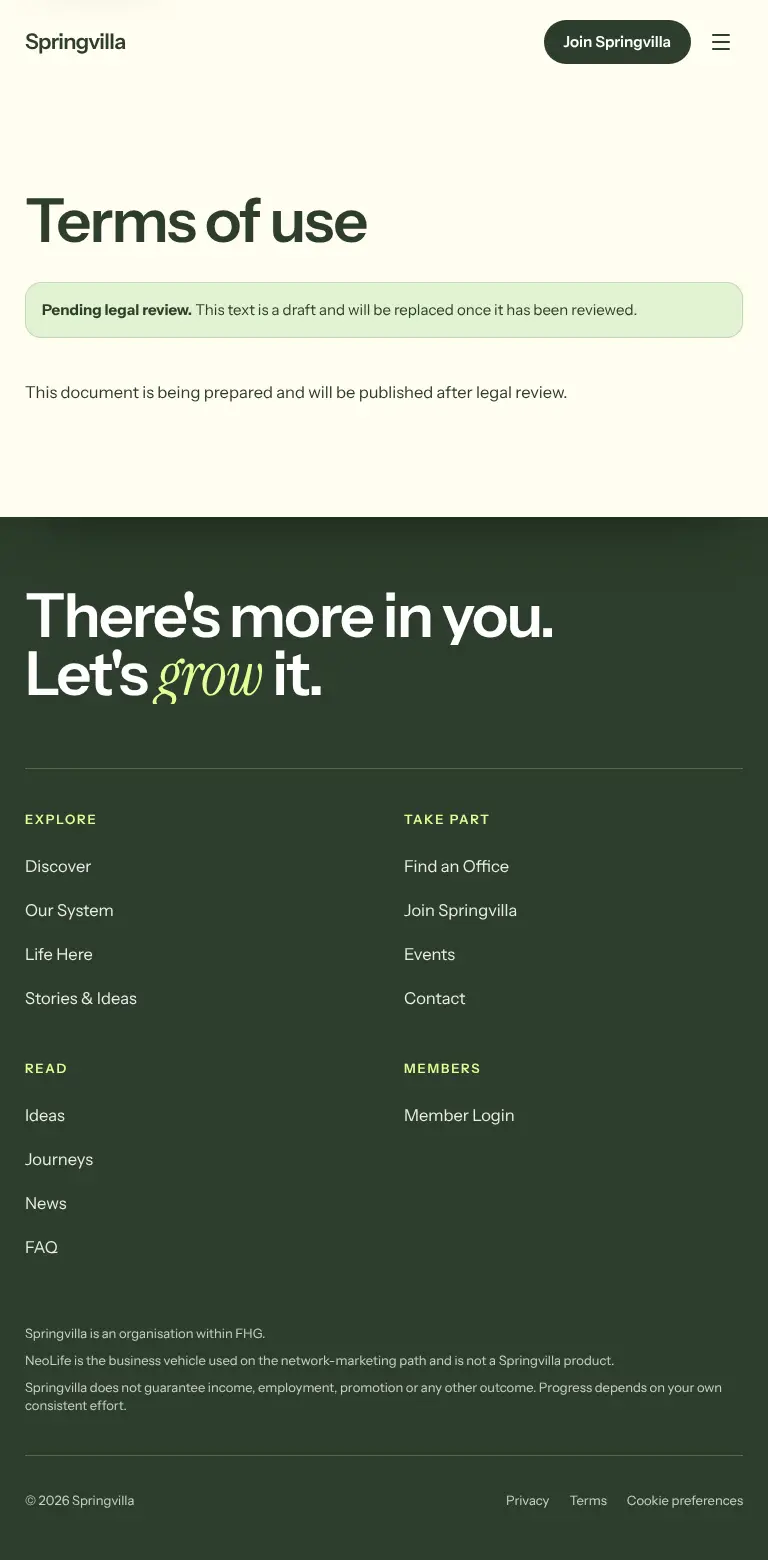 Springvilla
Join Springvilla
Terms of use
Pending legal review. This text is a draft and will be replaced once it has been reviewed.
This document is being prepared and will be published after legal review.
There's more in you.
Let's grow it.
EXPLORE
Discover
Our System
Life Here
Stories & Ideas
TAKE PART
Find an Office
Join Springvilla
Events
Contact
READ
Ideas
Journeys
News
FAQ
MEMBERS
Member Login
Springvilla is an organisation within FHG.
NeoLife is the business vehicle used on the network-marketing path and is not a Springvilla product.
Springvilla does not guarantee income, employment, promotion or any other outcome. Progress depends on your own
consistent effort.
© 2026 Springvilla
Privacy Terms Cookie preferences